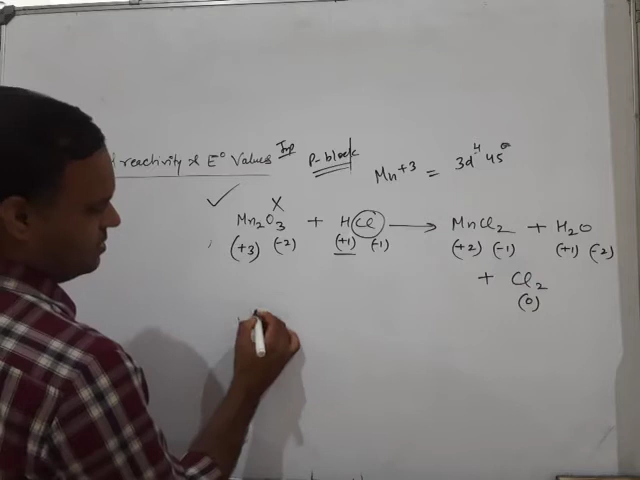 reactivity & E° Values Imp P-block
Mn+3 = 3d4 4s0
Mn2O3 + HCl → MnCl2 + H2O
(+3) (-2) (+1) (-1) (+2) (-1) (+1) (-2)
+ Cl2
(0)